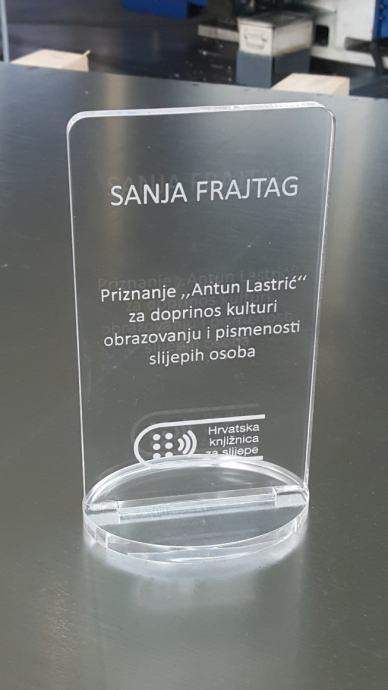 SANJA FRAJTAG
Priznanje „Antun Lastrić“
za doprinos kulturi
obrazovanju i pismenosti
slijepih osoba
Hrvatska
knjižnica
za slijepe